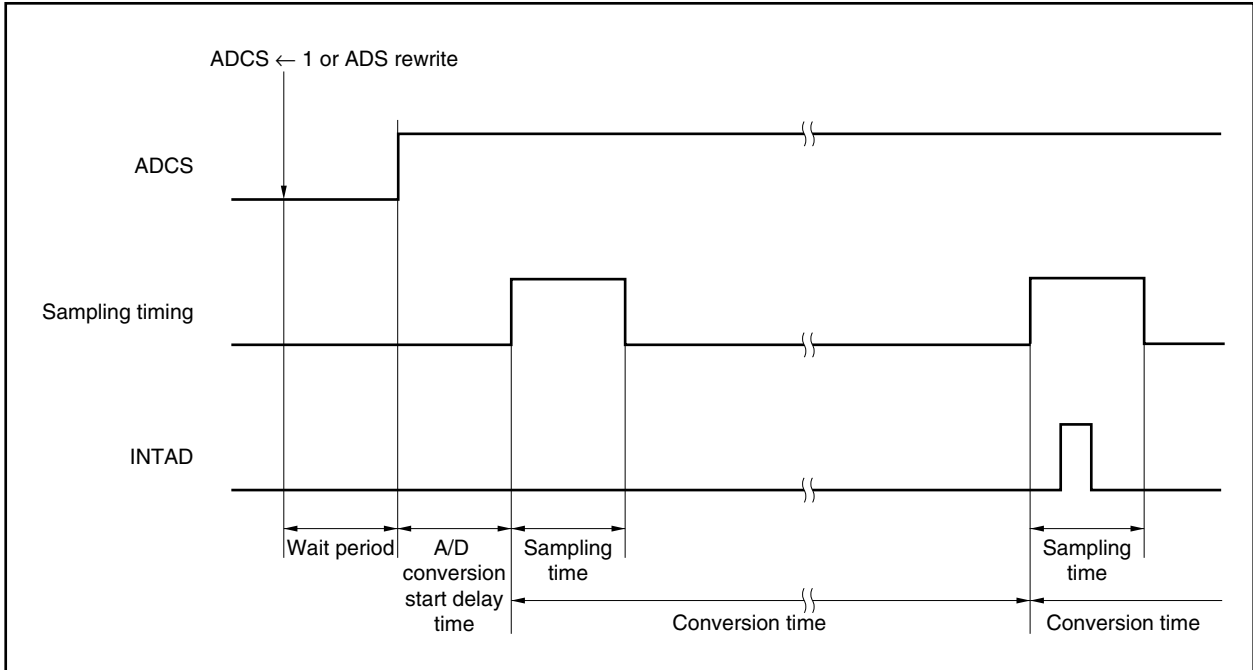 ADCS ← 1 or ADS rewrite
ADCS
Sampling timing
INTAD
Wait period
A/D
conversion
start delay
time
Sampling
time
Sampling
time
Conversion time
Conversion time